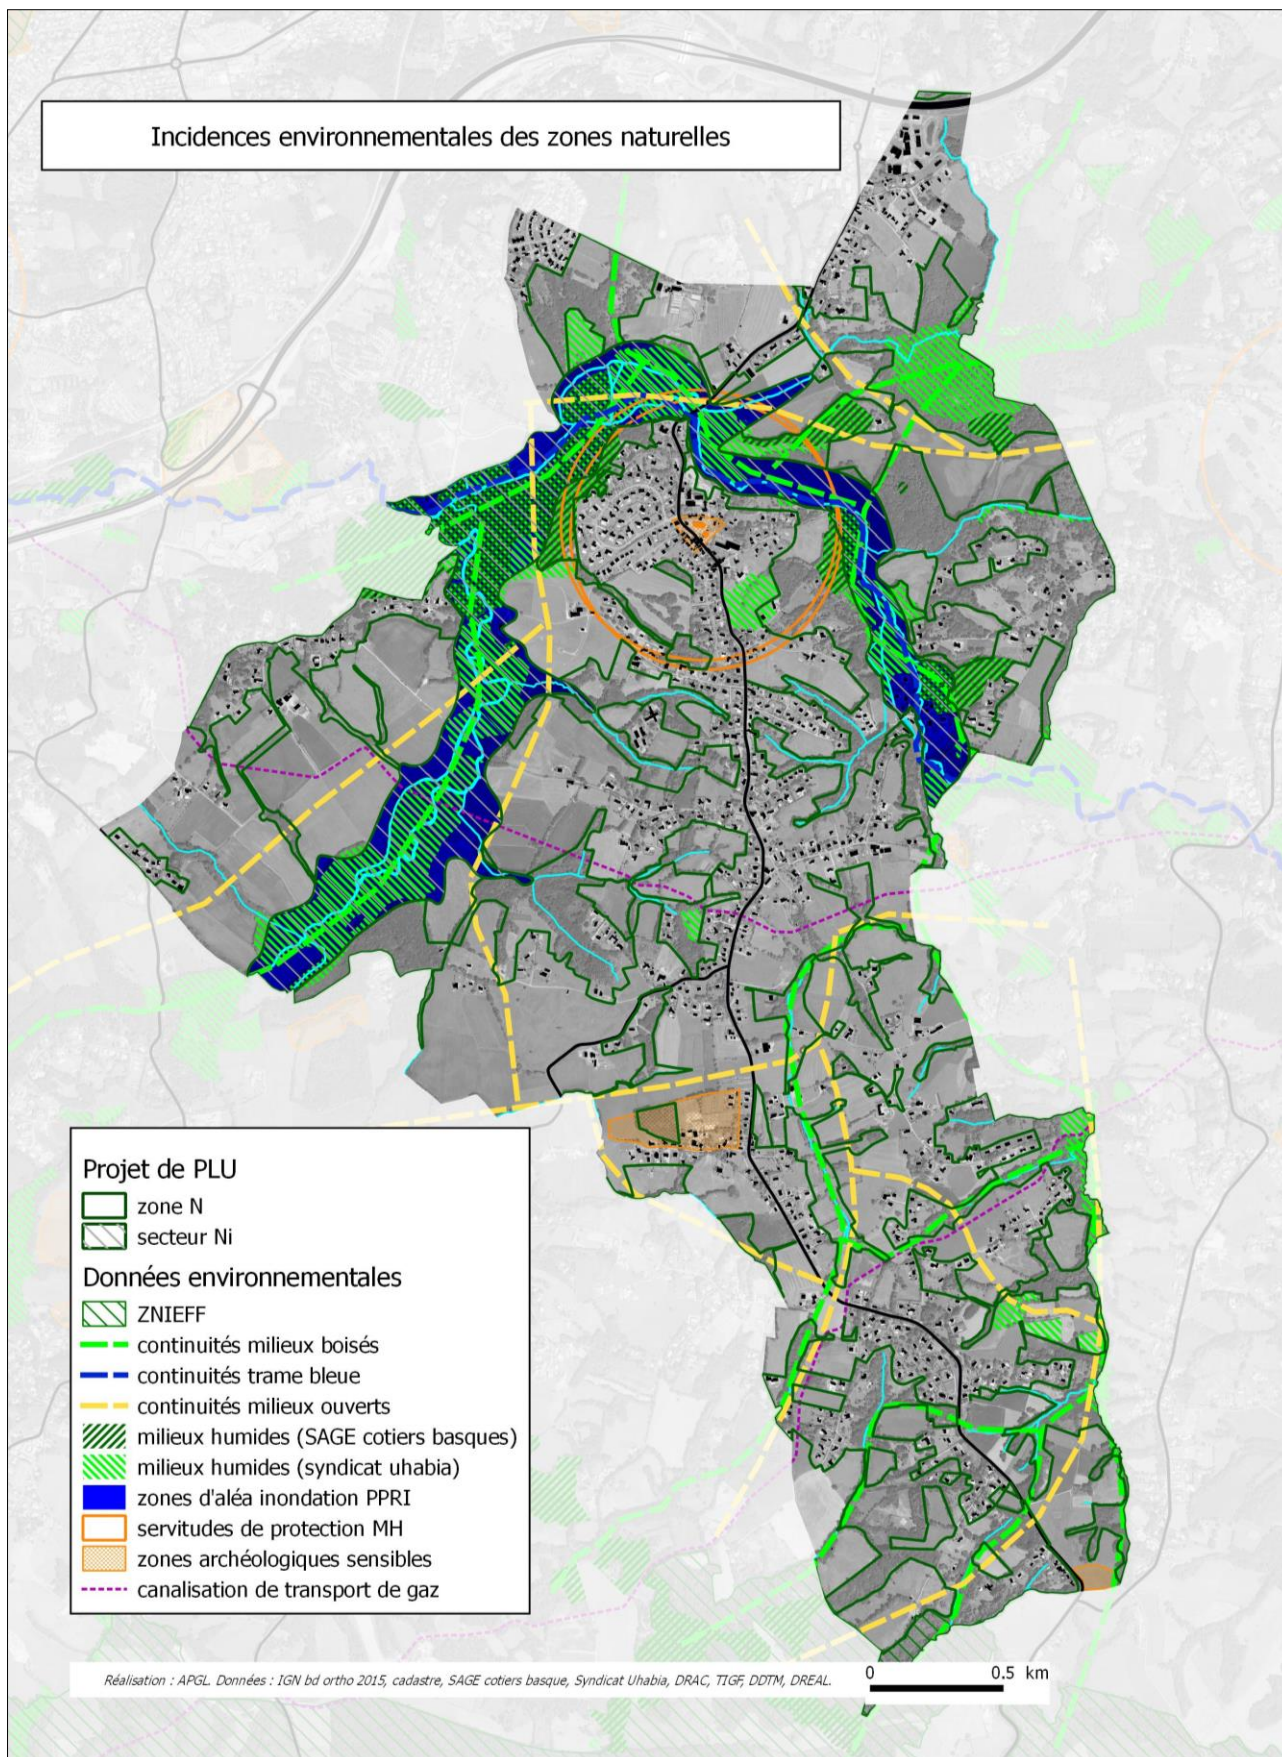 Incidences environnementales des zones naturelles
Projet de PLU
zone N
secteur Ni
Données environnementales
ZNIEFF
continuités milieux boisés
continuités trame bleue
continuités milieux ouverts
milieux humides (SAGE cotiers basques)
milieux humides (syndicat uhabia)
zones d'aléa inondation PPRI
servitudes de protection MH
zones archéologiques sensibles
canalisation de transport de gaz
Réalisation : APGL. Données : IGN bd ortho 2015, cadastre, SAGE cotiers basque, Syndicat Uhabia, DRAC, TIGF, DDTM, DREAL.
0 0.5 km